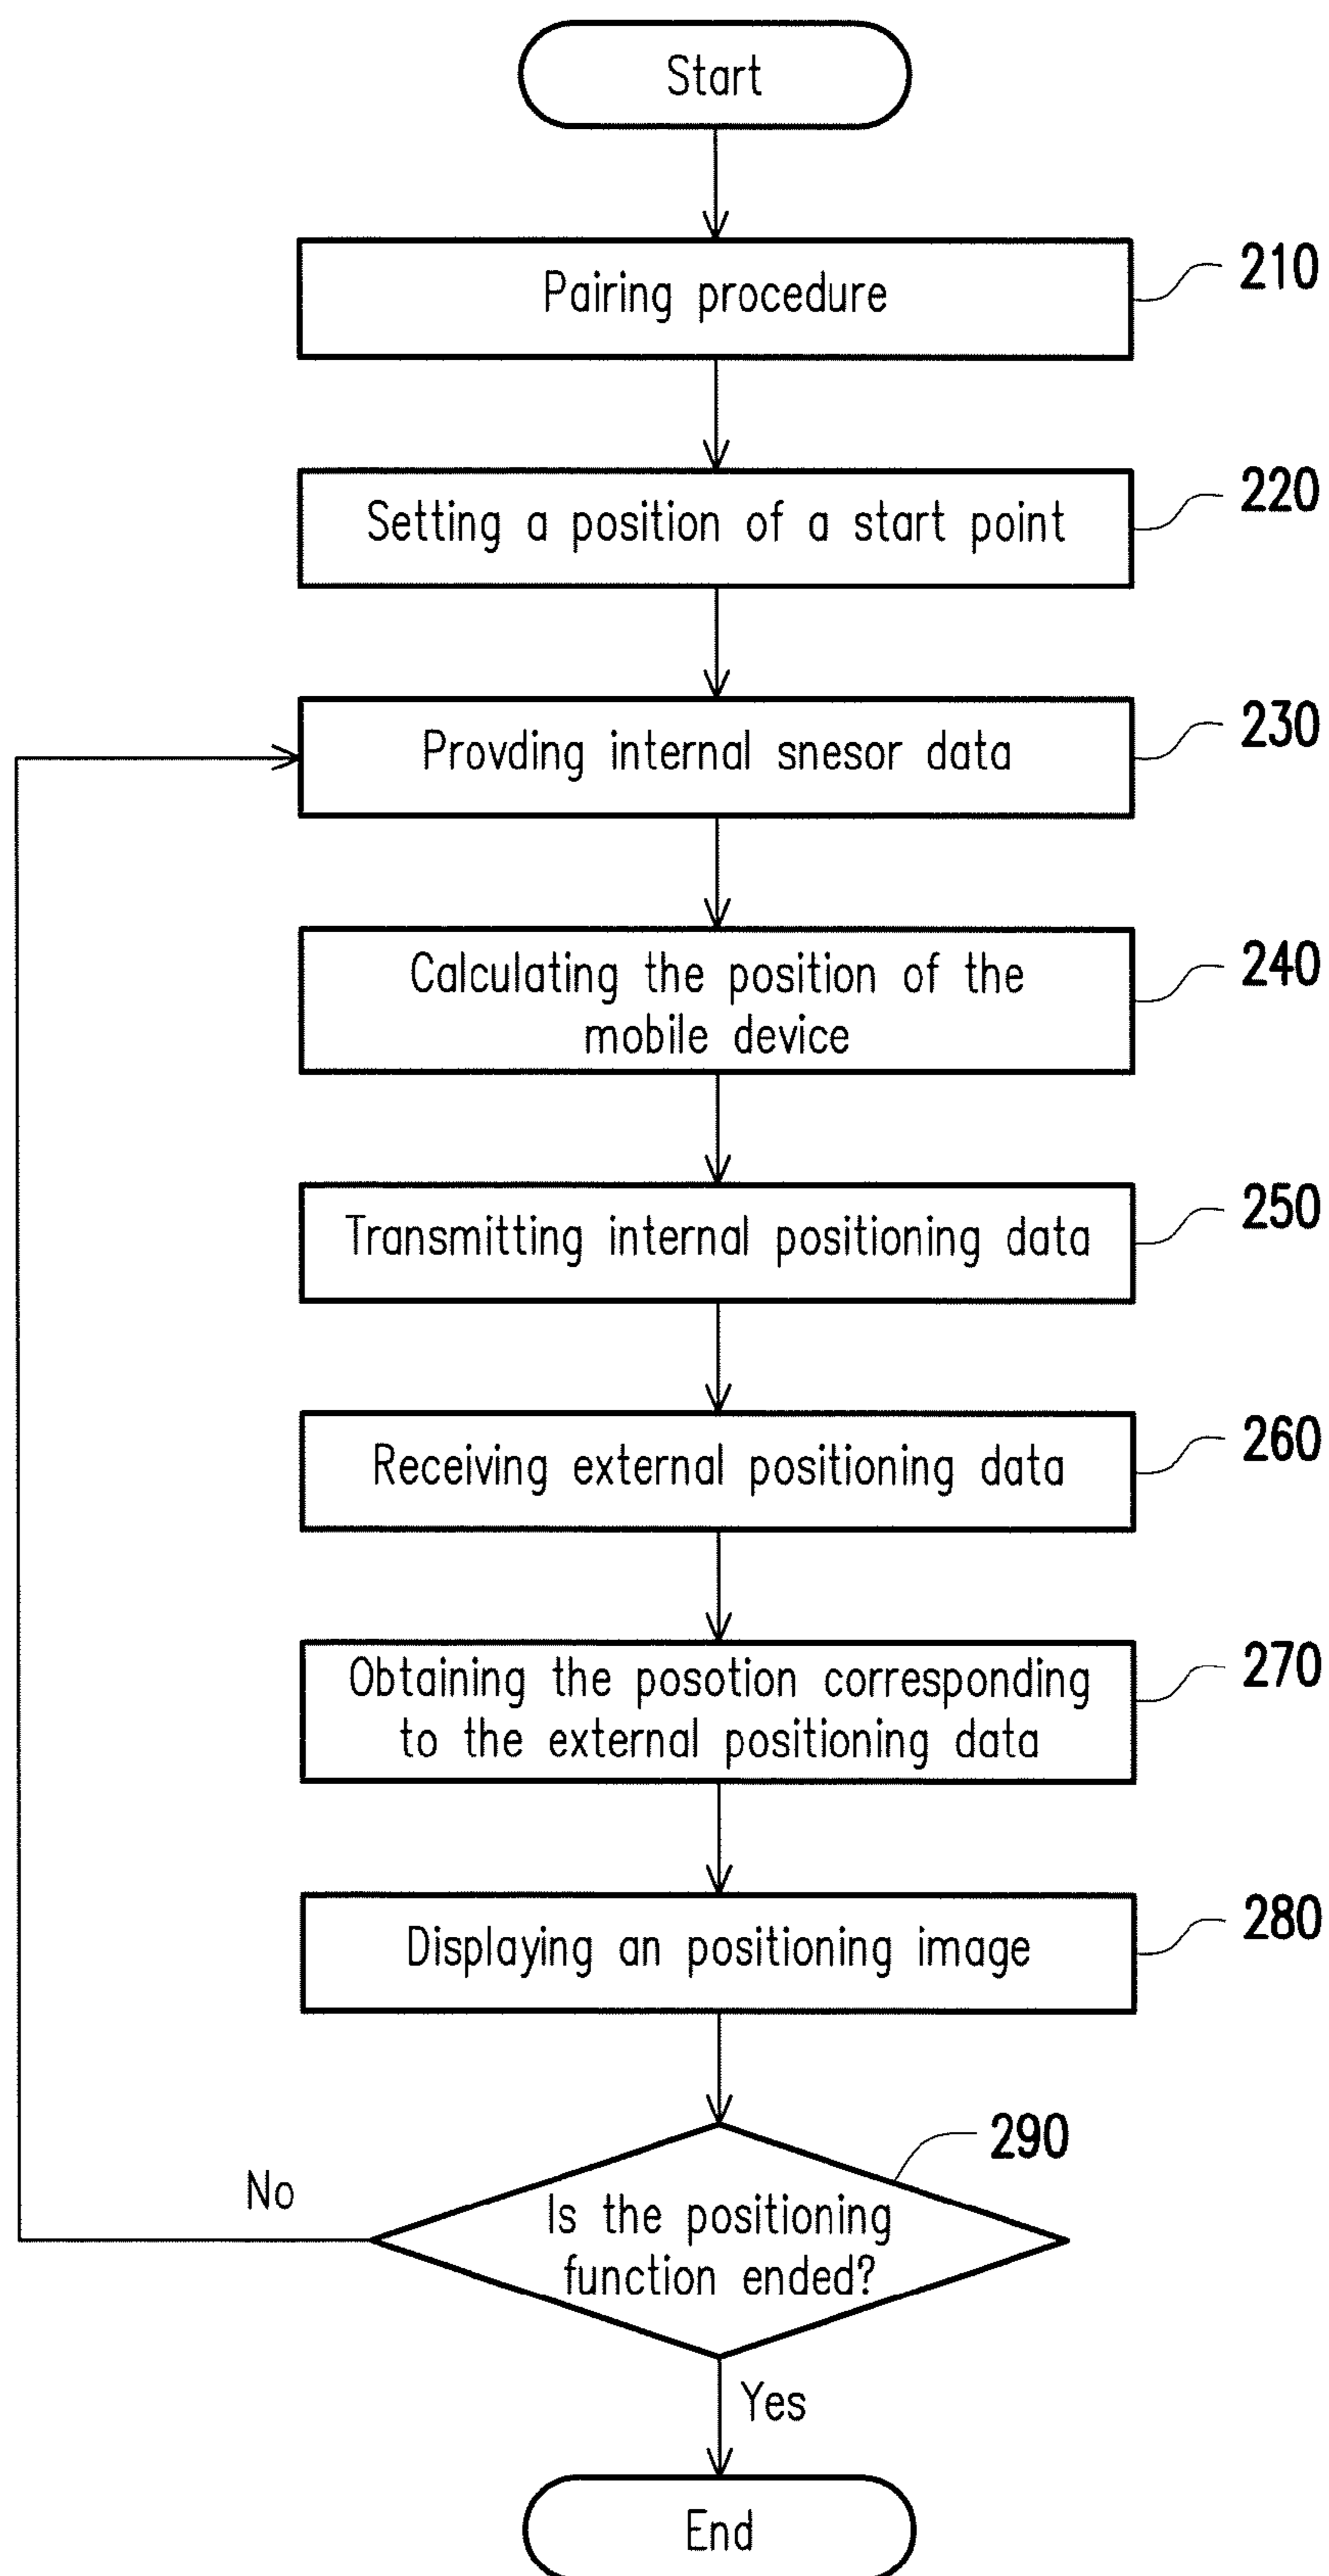 Start
Pairing procedure
210
Setting a position of a start point
220
Provding internal snesor data
230
Calculating the position of the
mobile device
240
Transmitting internal positioning data
250
Receiving external positioning data
260
Obtaining the posotion corresponding
to the external positioning data
270
Displaying an positioning image
280
290
No
Is the positioning
function ended?
Yes
End